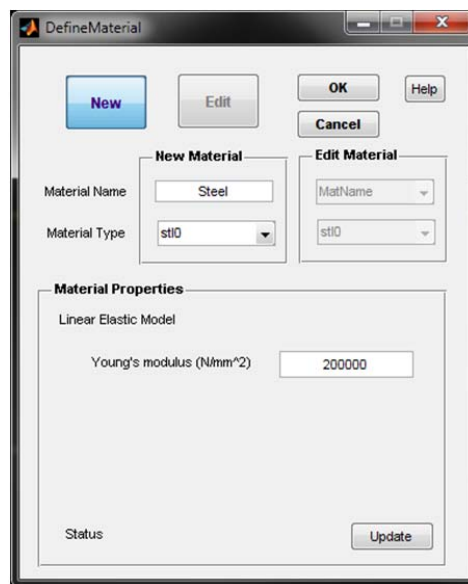 DefineMaterial
New
Edit
OK
Help
Cancel
New Material
Edit Material
Material Name
Steel
MatName
Material Type
stl0
stl0
Material Properties
Linear Elastic Model
Young's modulus (N/mm^2)
200000
Status
Update